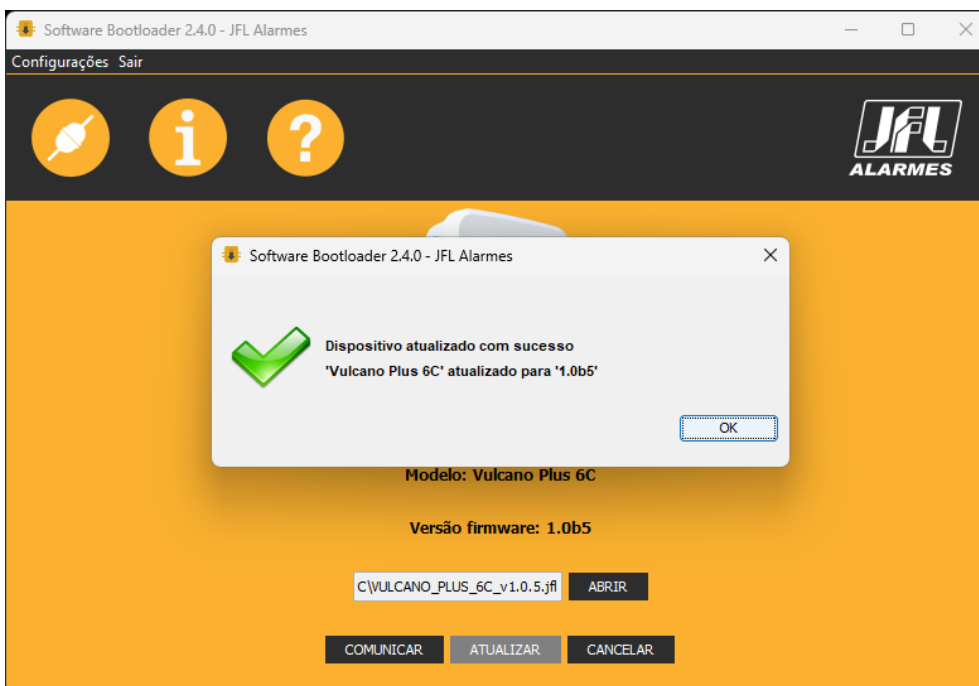 Software Bootloader 2.4.0 - JFL Alarmes
Configurações Sair
JFL
ALARMES
Software Bootloader 2.4.0 - JFL Alarmes
Dispositivo atualizado com sucesso
'Vulcano Plus 6C' atualizado para '1.0b5'
OK
Modelo: Vulcano Plus 6C
Versão firmware: 1.0b5
C\VULCANO_PLUS_6C_v1.0.5.jfl ABRIR
COMUNICAR ATUALIZAR CANCELAR